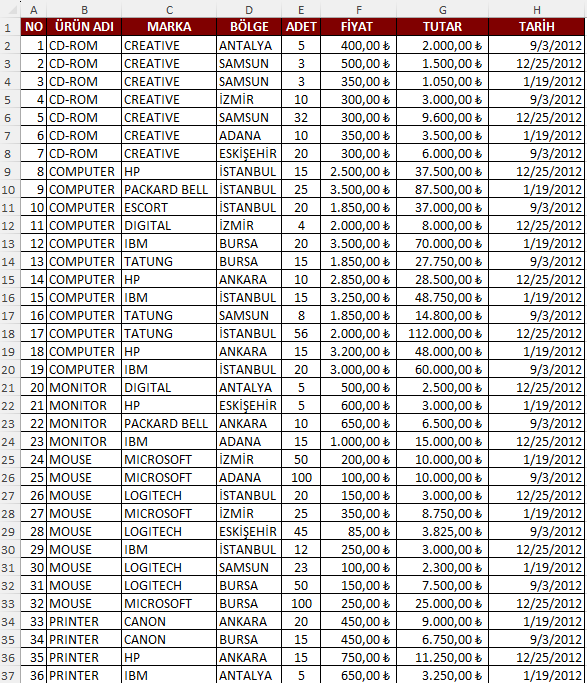 A B C D E F G H
1 NO ÜRÜN ADI MARKA BÖLGE ADET FİYAT TUTAR TARİH
2 1 CD-ROM CREATIVE ANTALYA 5 400,00 ₺ 2.000,00 ₺ 9/3/2012
3 2 CD-ROM CREATIVE SAMSUN 3 500,00 ₺ 1.500,00 ₺ 12/25/2012
4 3 CD-ROM CREATIVE SAMSUN 3 350,00 ₺ 1.050,00 ₺ 1/19/2012
5 4 CD-ROM CREATIVE İZMİR 10 300,00 ₺ 3.000,00 ₺ 9/3/2012
6 5 CD-ROM CREATIVE SAMSUN 32 300,00 ₺ 9.600,00 ₺ 12/25/2012
7 6 CD-ROM CREATIVE ADANA 10 350,00 ₺ 3.500,00 ₺ 1/19/2012
8 7 CD-ROM CREATIVE ESKİŞEHİR 20 300,00 ₺ 6.000,00 ₺ 9/3/2012
9 8 COMPUTER HP İSTANBUL 15 2.500,00 ₺ 37.500,00 ₺ 12/25/2012
10 9 COMPUTER PACKARD BELL İSTANBUL 25 3.500,00 ₺ 87.500,00 ₺ 1/19/2012
11 10 COMPUTER ESCORT İSTANBUL 20 1.850,00 ₺ 37.000,00 ₺ 9/3/2012
12 11 COMPUTER DIGITAL İZMİR 4 2.000,00 ₺ 8.000,00 ₺ 12/25/2012
13 12 COMPUTER IBM BURSA 20 3.500,00 ₺ 70.000,00 ₺ 1/19/2012
14 13 COMPUTER TATUNG BURSA 15 1.850,00 ₺ 27.750,00 ₺ 9/3/2012
15 14 COMPUTER HP ANKARA 10 2.850,00 ₺ 28.500,00 ₺ 12/25/2012
16 15 COMPUTER IBM İSTANBUL 15 3.250,00 ₺ 48.750,00 ₺ 1/19/2012
17 16 COMPUTER TATUNG SAMSUN 8 1.850,00 ₺ 14.800,00 ₺ 9/3/2012
18 17 COMPUTER TATUNG İSTANBUL 56 2.000,00 ₺ 112.000,00 ₺ 12/25/2012
19 18 COMPUTER HP ANKARA 15 3.200,00 ₺ 48.000,00 ₺ 1/19/2012
20 19 COMPUTER IBM İSTANBUL 20 3.000,00 ₺ 60.000,00 ₺ 9/3/2012
21 20 MONITOR DIGITAL ANTALYA 5 500,00 ₺ 2.500,00 ₺ 12/25/2012
22 21 MONITOR HP ESKİŞEHİR 5 600,00 ₺ 3.000,00 ₺ 1/19/2012
23 22 MONITOR PACKARD BELL ANKARA 10 650,00 ₺ 6.500,00 ₺ 9/3/2012
24 23 MONITOR IBM ADANA 15 1.000,00 ₺ 15.000,00 ₺ 12/25/2012
25 24 MOUSE MICROSOFT İZMİR 50 200,00 ₺ 10.000,00 ₺ 1/19/2012
26 25 MOUSE MICROSOFT ADANA 100 100,00 ₺ 10.000,00 ₺ 9/3/2012
27 26 MOUSE LOGITECH İSTANBUL 20 150,00 ₺ 3.000,00 ₺ 12/25/2012
28 27 MOUSE MICROSOFT İZMİR 25 350,00 ₺ 8.750,00 ₺ 1/19/2012
29 28 MOUSE LOGITECH ESKİŞEHİR 45 85,00 ₺ 3.825,00 ₺ 9/3/2012
30 29 MOUSE IBM İSTANBUL 12 250,00 ₺ 3.000,00 ₺ 12/25/2012
31 30 MOUSE LOGITECH SAMSUN 23 100,00 ₺ 2.300,00 ₺ 1/19/2012
32 31 MOUSE LOGITECH BURSA 50 150,00 ₺ 7.500,00 ₺ 9/3/2012
33 32 MOUSE MICROSOFT BURSA 100 250,00 ₺ 25.000,00 ₺ 12/25/2012
34 33 PRINTER CANON ANKARA 20 450,00 ₺ 9.000,00 ₺ 1/19/2012
35 34 PRINTER CANON BURSA 15 450,00 ₺ 6.750,00 ₺ 9/3/2012
36 35 PRINTER HP ANKARA 15 750,00 ₺ 11.250,00 ₺ 12/25/2012
37 36 PRINTER IBM ANTALYA 5 650,00 ₺ 3.250,00 ₺ 1/19/2012